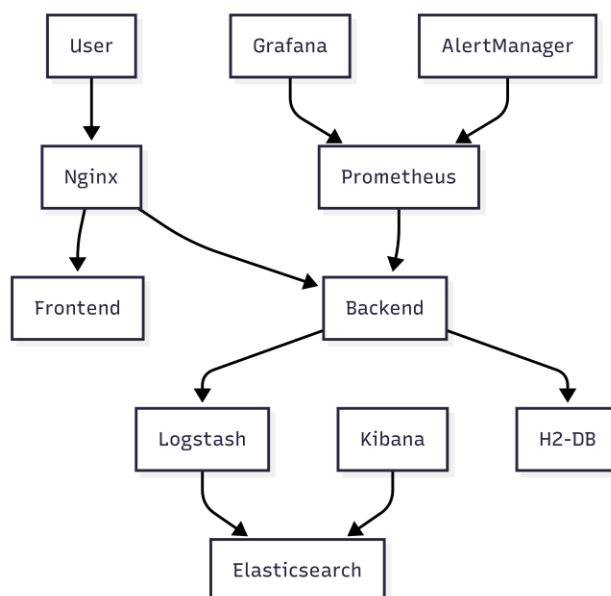 User
Grafana
AlertManager
Nginx
Prometheus
Frontend
Backend
Logstash
Kibana
H2-DB
Elasticsearch